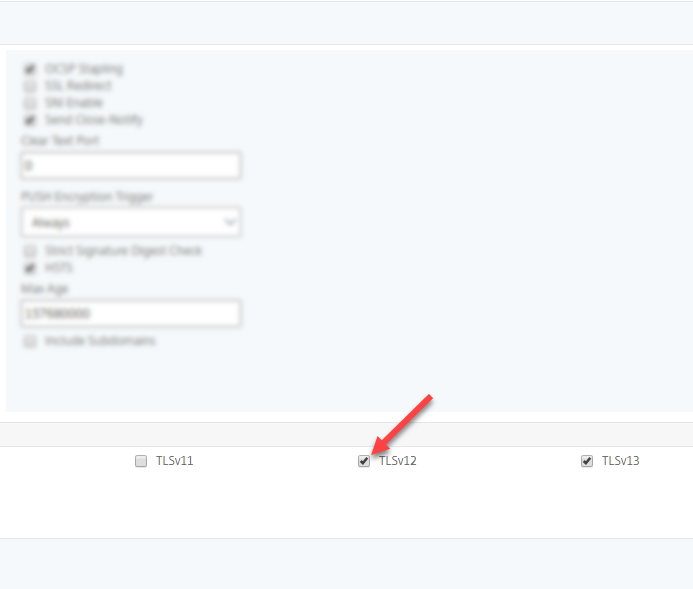 OCSP Stapling
SSL Redirect
SNI Enable
Send Close-Notify
Clear Text Port
0
PUSH Encryption Trigger
Always
Strict Signature Digest Check
HSTS
Max Age
157680000
Include Subdomains
TLSv11 TLSv12 TLSv13